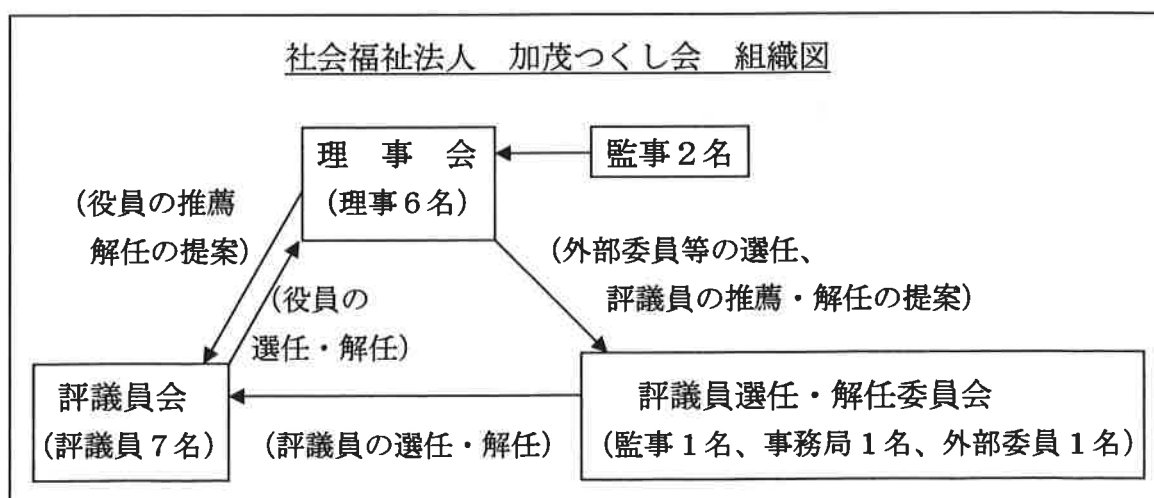 社会福祉法人　加茂つくし会　組織図
理　事　会
(理事６名)
監事２名
(役員の推薦
解任の提案)
(外部委員等の選任、
評議員の推薦・解任の提案)
(役員の
選任・解任)
評議員会
(評議員７名)
(評議員の選任・解任)
評議員選任・解任委員会
(監事１名、事務局１名、外部委員１名)